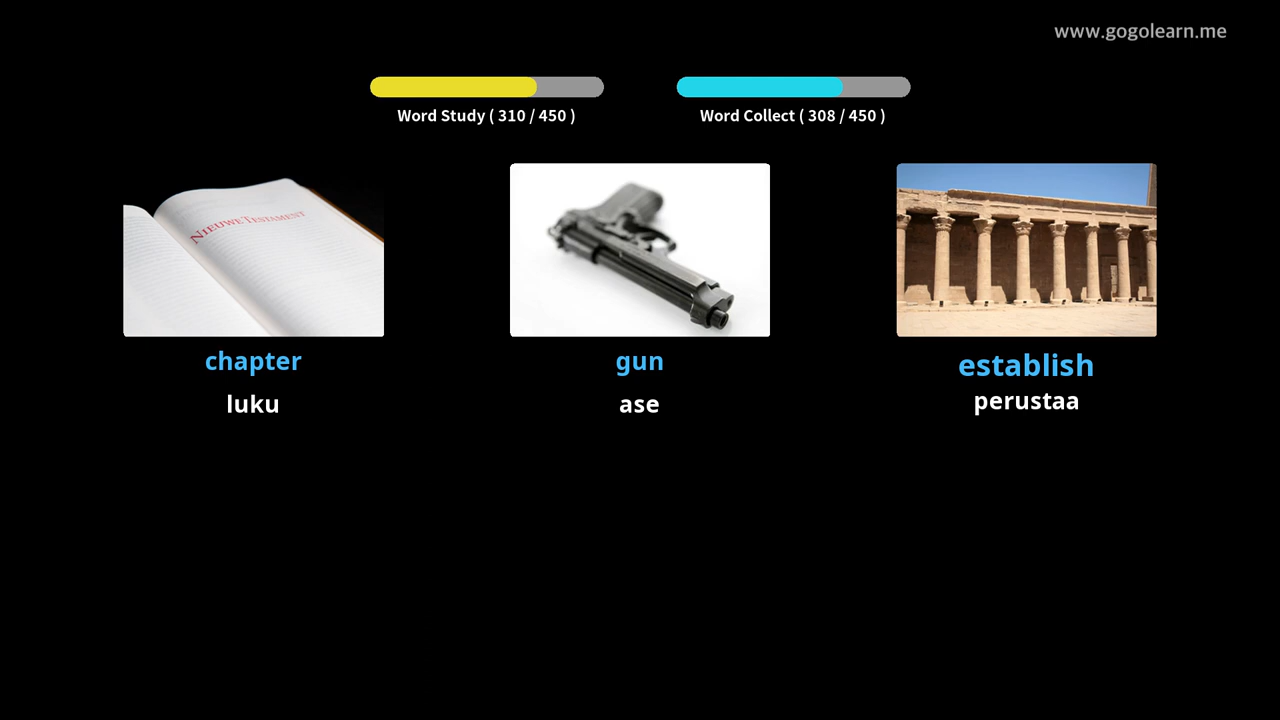 www.gogolearn.me
Word Study ( 310 / 450 )
Word Collect ( 308 / 450 )
NIEUWE TESTAMENT
chapter
luku
gun
ase
establish
perustaa